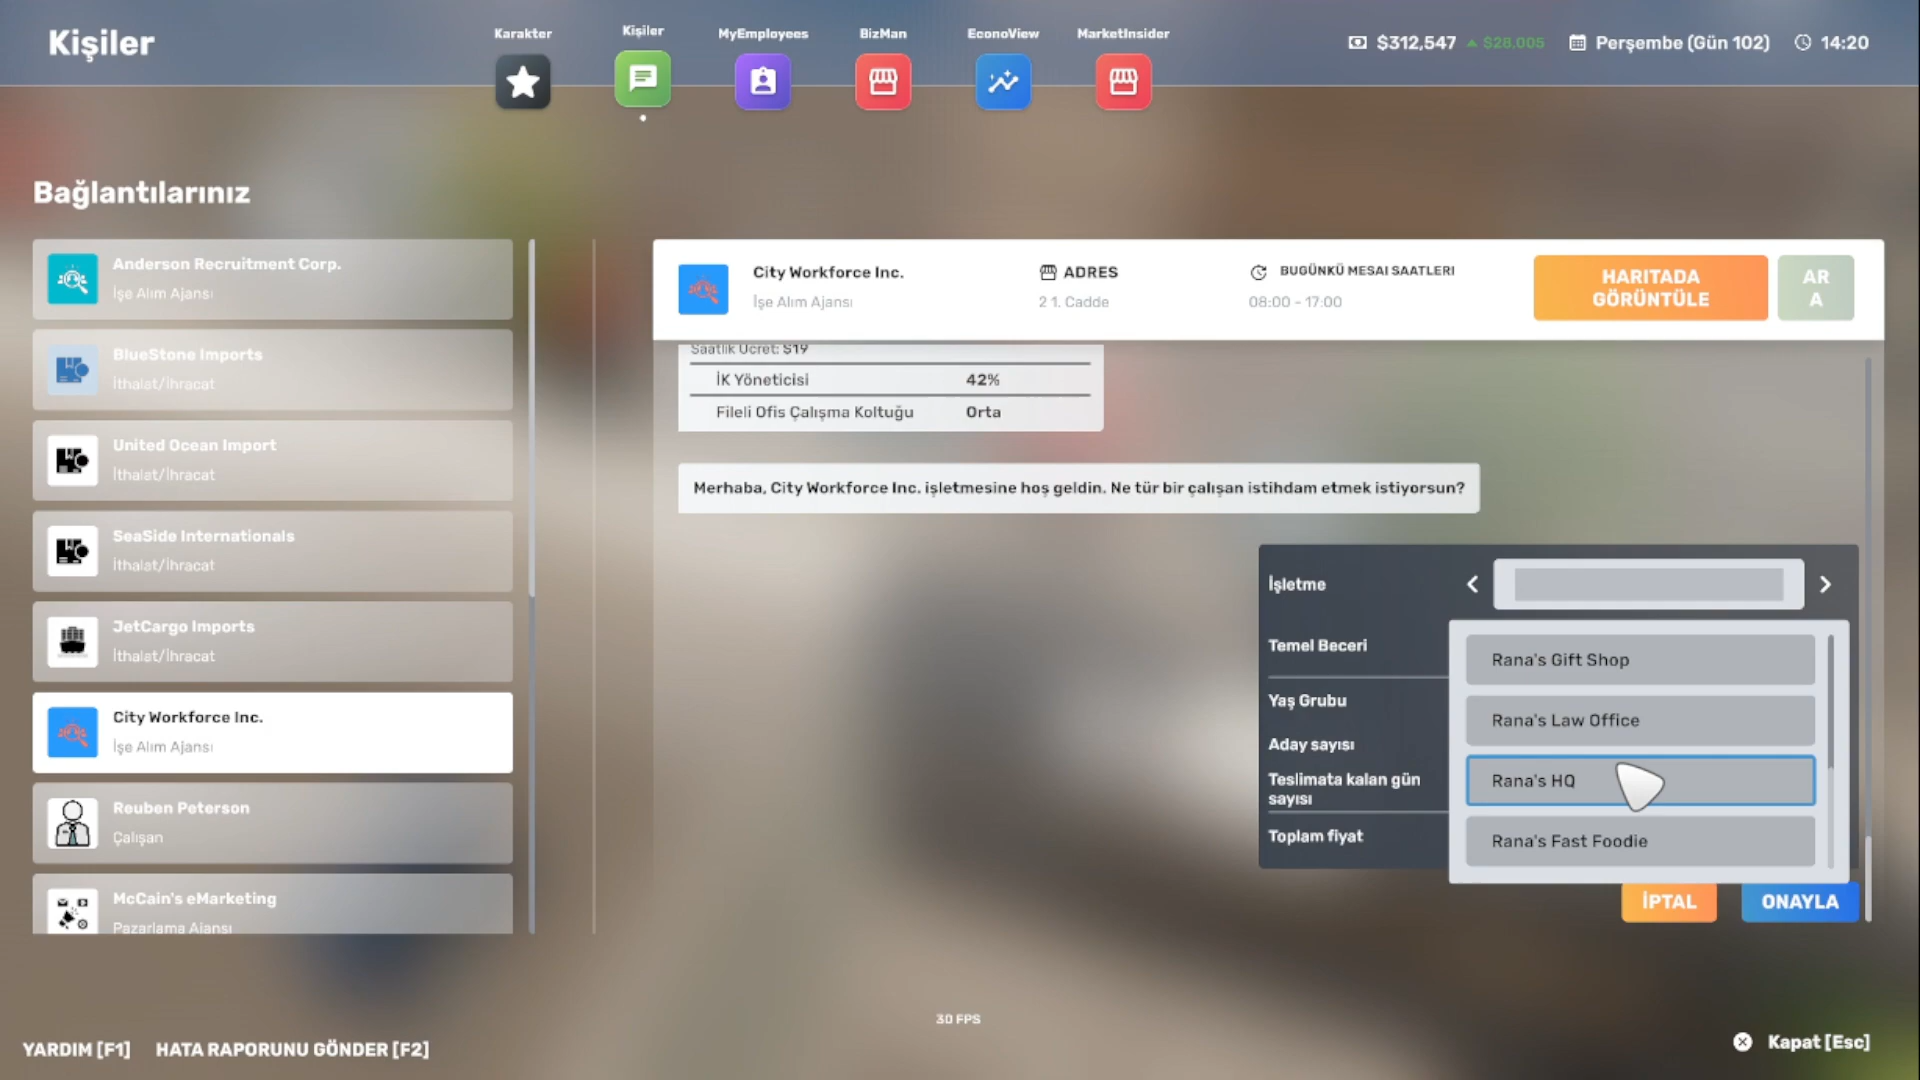 Kişiler
Karakter
Kişiler
MyEmployees
BizMan
EconoView
MarketInsider
$312,547
$28,005
Perşembe (Gün 102)
14:20
Bağlantılarınız
Anderson Recruitment Corp.
İşe Alım Ajansı
BlueStone Imports
İthalat/İhracat
United Ocean Import
İthalat/İhracat
SeaSide Internationals
İthalat/İhracat
JetCargo Imports
İthalat/İhracat
City Workforce Inc.
İşe Alım Ajansı
Reuben Peterson
Çalışan
McCain's eMarketing
Pazarlama Ajansı
City Workforce Inc.
İşe Alım Ajansı
ADRES
2 1. Cadde
BUGÜNKÜ MESAI SAATLERI
08:00 - 17:00
HARITADA
GÖRÜNTÜLE
AR
A
Saatlik Ücret: $19
İK Yöneticisi 42%
Fileli Ofis Çalışma Koltuğu Orta
Merhaba, City Workforce Inc. işletmesine hoş geldin. Ne tür bir çalışan istihdam etmek istiyorsun?
İşletme
Temel Beceri
Yaş Grubu
Aday sayısı
Teslimata kalan gün
sayısı
Toplam fiyat
Rana's Gift Shop
Rana's Law Office
Rana's HQ
Rana's Fast Foodie
İPTAL
ONAYLA
30 FPS
YARDIM [F1]
HATA RAPORUNU GÖNDER [F2]
Kapat [Esc]